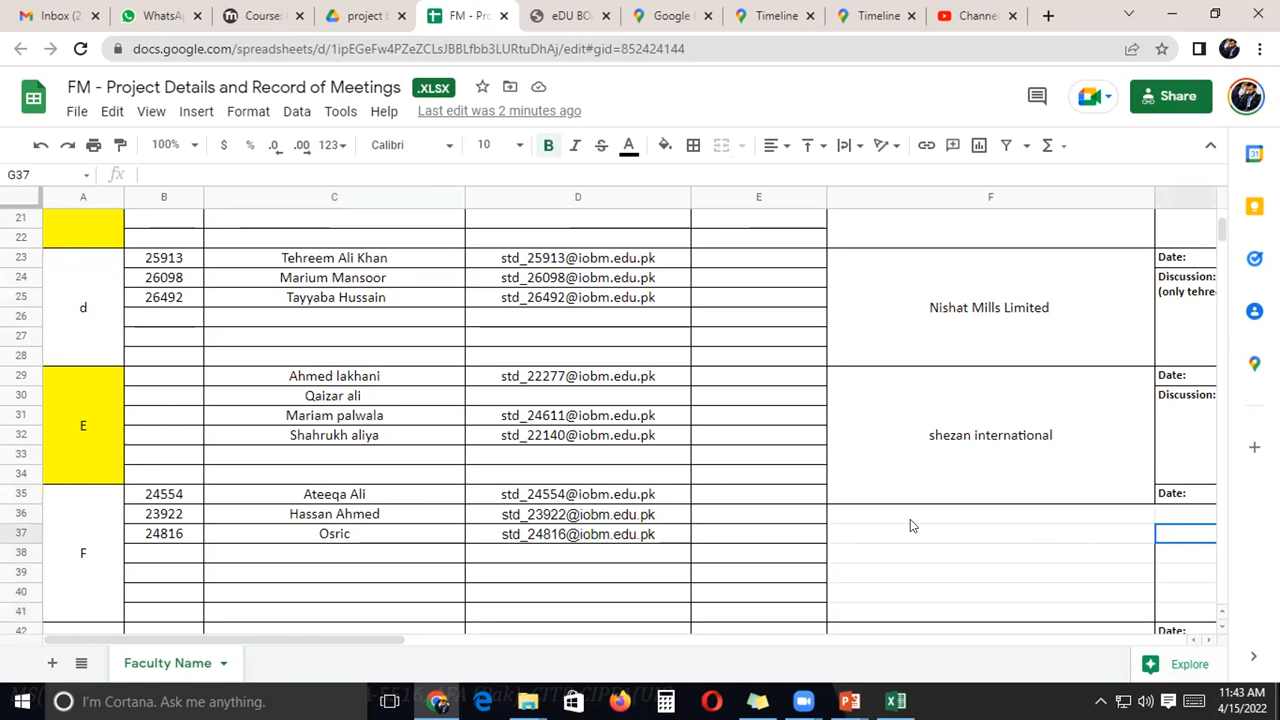 Inbox (2
WhatsA
Course:
project b
FM - Pro
eDU BO
Google
Timeline
Timeline
Channel
docs.google.com/spreadsheets/d/1ipEGeFw4PZeZCLsJBBLfbb3LURtuDhAj/edit#gid=852424144
FM - Project Details and Record of Meetings .XLSX
File Edit View Insert Format Data Tools Help Last edit was 2 minutes ago
Share
100% $ % .0 .00 123 Calibri 10 B I S A
G37 fx
A B C D E F
21
22
23 25913 Tehreem Ali Khan std_25913@iobm.edu.pk Date:
24 26098 Marium Mansoor std_26098@iobm.edu.pk Discussion:
25 26492 Tayyaba Hussain std_26492@iobm.edu.pk (only tehre
26 d Nishat Mills Limited
27
28
29 Ahmed lakhani std_22277@iobm.edu.pk Date:
30 Qaizar ali Discussion:
31 Mariam palwala std_24611@iobm.edu.pk
32 E Shahrukh aliya std_22140@iobm.edu.pk shezan international
33
34
35 24554 Ateeqa Ali std_24554@iobm.edu.pk Date:
36 23922 Hassan Ahmed std_23922@iobm.edu.pk
37 24816 Osric std_24816@iobm.edu.pk
38 F
39
40
41
42 Date:
Faculty Name
Explore
I'm Cortana. Ask me anything.
11:43 AM
4/15/2022